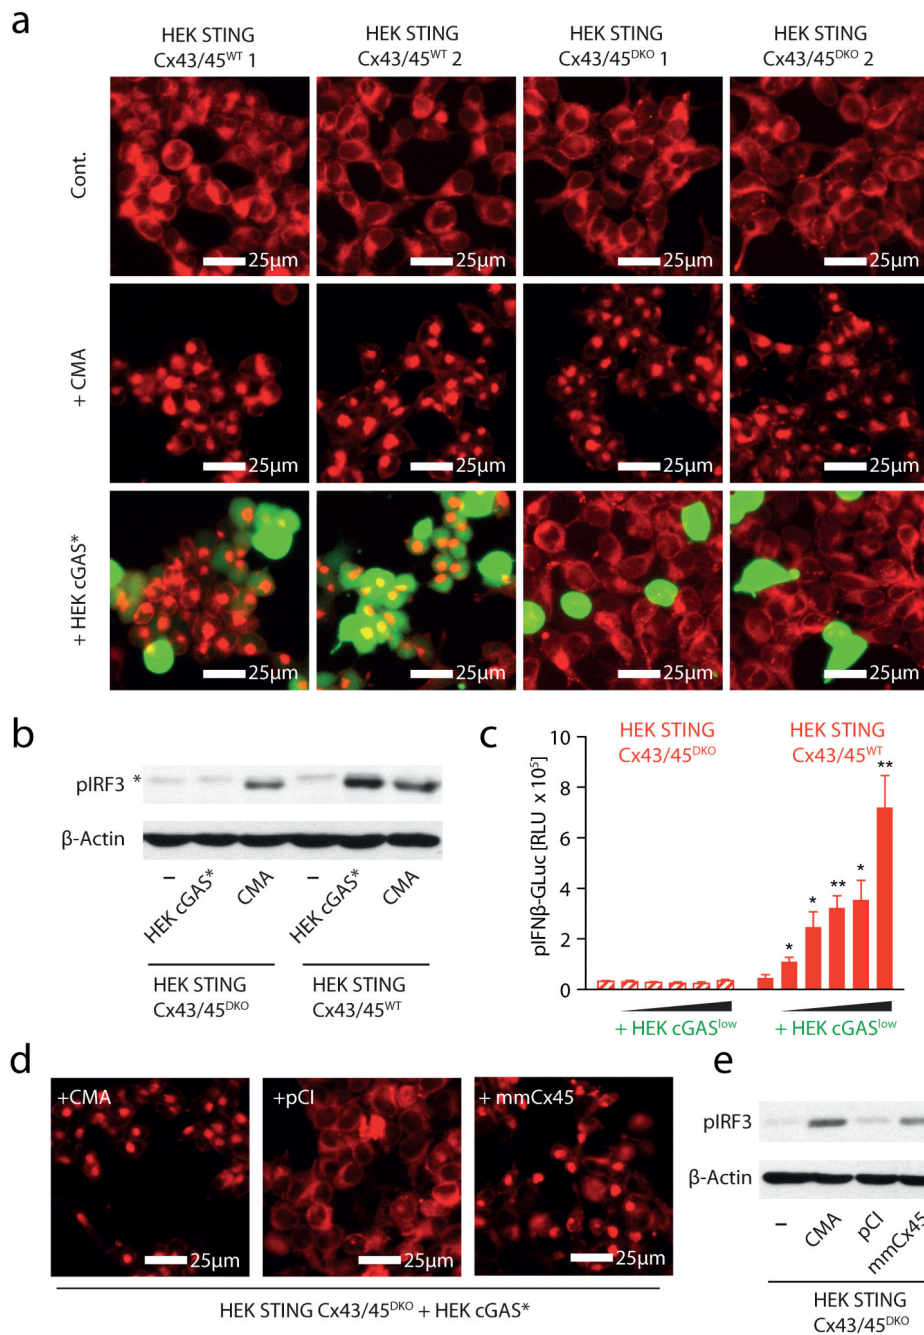 a
HEK STING Cx43/45WT 1
HEK STING Cx43/45WT 2
HEK STING Cx43/45DKO 1
HEK STING Cx43/45DKO 2
Cont.
25µm
25µm
25µm
25µm
+ CMA
25µm
25µm
25µm
25µm
+ HEK cGAS*
25µm
25µm
25µm
25µm
b
pIRF3
*
β-Actin
–
HEK cGAS*
CMA
–
HEK cGAS*
CMA
HEK STING
Cx43/45DKO
HEK STING
Cx43/45WT
c
pIFNβ-GLuc [RLU x 10⁵]
10
8
6
4
2
0
HEK STING
Cx43/45DKO
HEK STING
Cx43/45WT
*
*
**
*
**
+ HEK cGASlow
+ HEK cGASlow
d
+CMA
+pCI
+ mmCx45
25µm
25µm
25µm
HEK STING Cx43/45DKO + HEK cGAS*
e
pIRF3
β-Actin
–
CMA
pCI
mmCx45
HEK STING
Cx43/45DKO